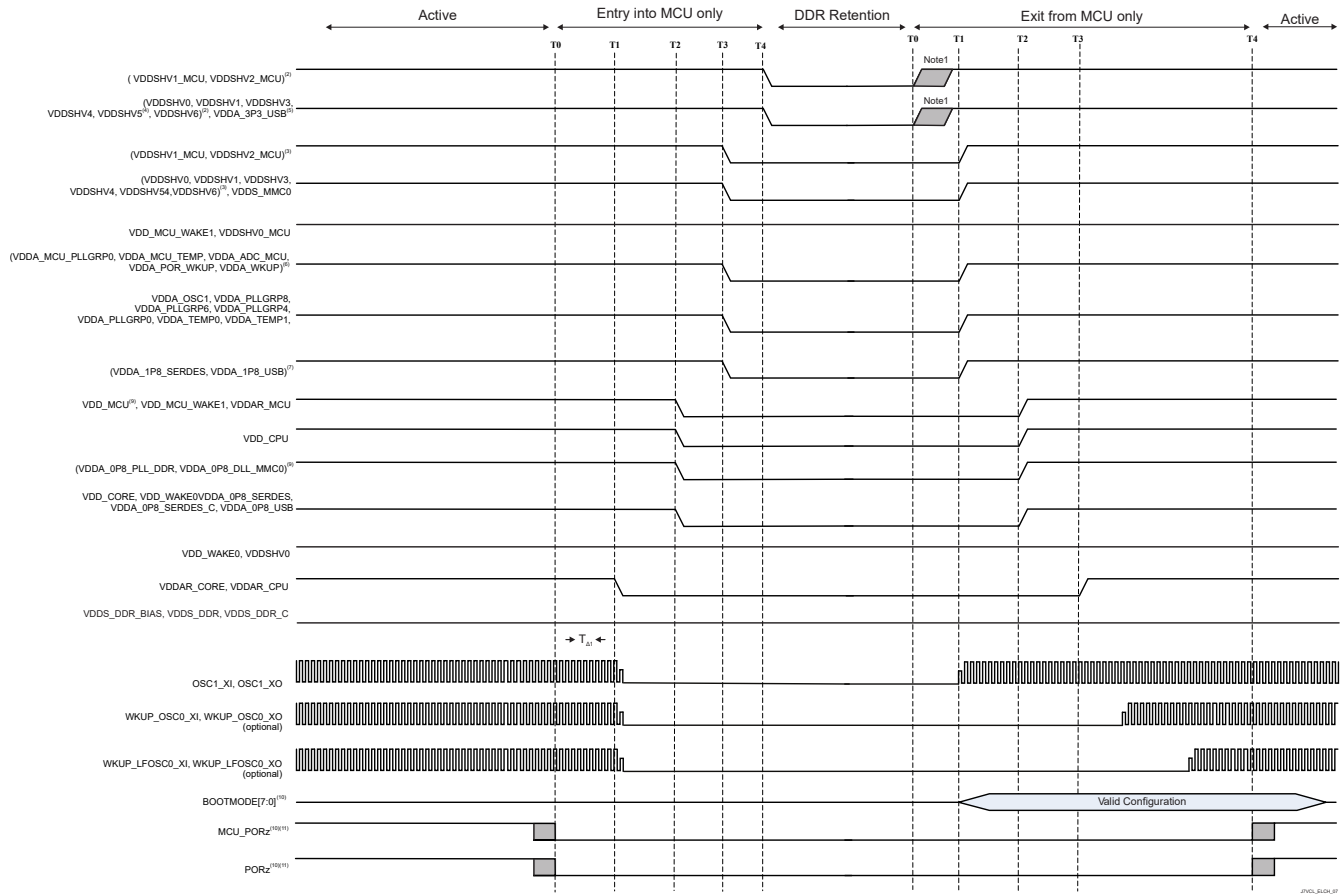 Active
Entry into MCU only
DDR Retention
Exit from MCU only
Active
T0
T1
T2
T3
T4
T0
T1
T2
T3
T4
( VDDSHV1_MCU, VDDSHV2_MCU)(2)
Note1
(VDDSHV0, VDDSHV1, VDDSHV3,
VDDSHV4, VDDSHV5(4), VDDSHV6)(2), VDDA_3P3_USB(5)
Note1
(VDDSHV1_MCU, VDDSHV2_MCU)(3)
(VDDSHV0, VDDSHV1, VDDSHV3,
VDDSHV4, VDDSHV54,VDDSHV6)(3), VDDS_MMC0
VDD_MCU_WAKE1, VDDSHV0_MCU
(VDDA_MCU_PLLGRP0, VDDA_MCU_TEMP, VDDA_ADC_MCU,
VDDA_POR_WKUP, VDDA_WKUP)(6)
VDDA_OSC1, VDDA_PLLGRP8,
VDDA_PLLGRP6, VDDA_PLLGRP4,
VDDA_PLLGRP0, VDDA_TEMP0, VDDA_TEMP1,
(VDDA_1P8_SERDES, VDDA_1P8_USB)(7)
VDD_MCU(9), VDD_MCU_WAKE1, VDDAR_MCU
VDD_CPU
(VDDA_0P8_PLL_DDR, VDDA_0P8_DLL_MMC0)(8)
VDD_CORE, VDD_WAKE0VDDA_0P8_SERDES,
VDDA_0P8_SERDES_C, VDDA_0P8_USB
VDD_WAKE0, VDDSHV0
VDDAR_CORE, VDDAR_CPU
VDDS_DDR_BIAS, VDDS_DDR, VDDS_DDR_C
TΔ1
OSC1_XI, OSC1_XO
WKUP_OSC0_XI, WKUP_OSC0_XO
(optional)
WKUP_LFOSC0_XI, WKUP_LFOSC0_XO
(optional)
BOOTMODE[7:0](10)
Valid Configuration
MCU_PORz(10)(11)
PORz(10)(11)
J7VCL_ELCH_07